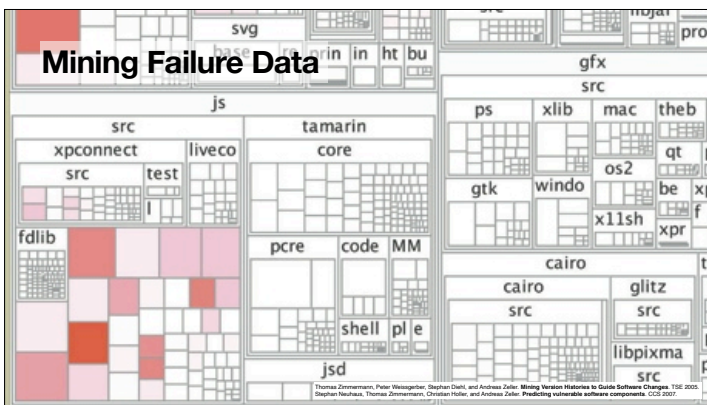 svg
base
prin in ht bu
libjar
pro
Mining Failure Data
gfx
js
src
src
tamarin
ps xlib mac theb
xpconnect liveco
core
src test
os2
qt
gtk windo
be
x11sh
xpr
f
fdlib
pcre code MM
cairo
cairo glitz
src src
shell pl e
libpixma
jsd
src
Thomas Zimmermann, Peter Weissgerber, Stephan Diehl, and Andreas Zeller. Mining Version Histories to Guide Software Changes. TSE 2005.
Stephan Neuhaus, Thomas Zimmermann, Christian Holler, and Andreas Zeller. Predicting vulnerable software components. CCS 2007.